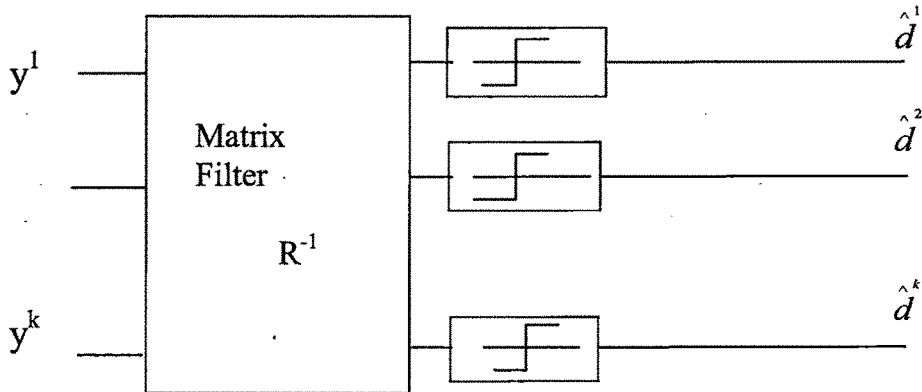 y¹
d̂¹
Matrix
Filter
d̂²
R⁻¹
yᵏ
d̂ᵏ